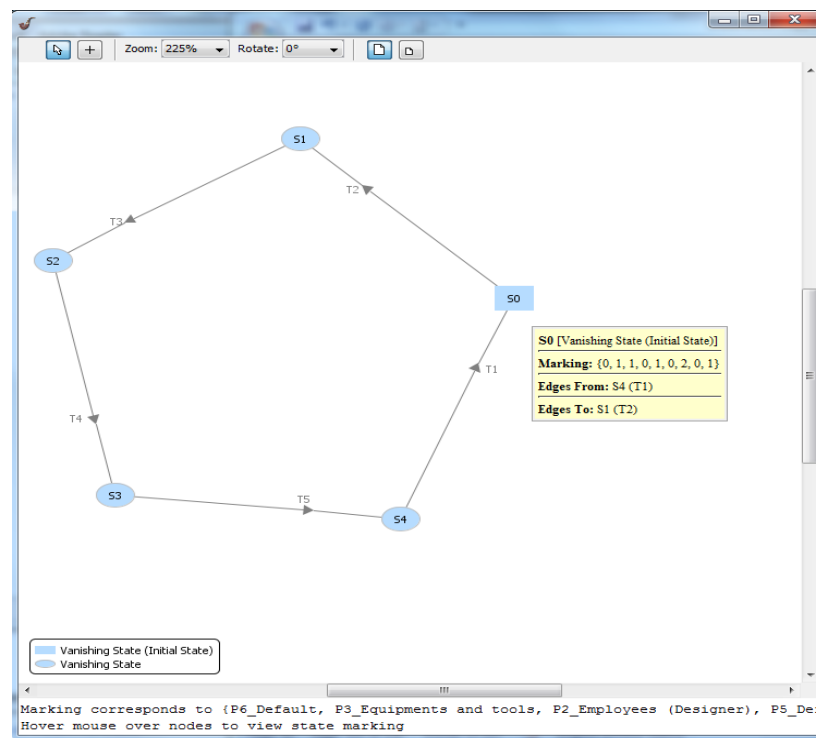 Zoom: 225% Rotate: 0°
S1
T2
T3
S2
S0
S0 [Vanishing State (Initial State)]
Marking: {0, 1, 1, 0, 1, 0, 2, 0, 1}
Edges From: S4 (T1)
Edges To: S1 (T2)
T1
T4
S3
T5
S4
Vanishing State (Initial State)
Vanishing State
Marking corresponds to {P6_Default, P3_Equipments and tools, P2_Employees (Designer),
Hover mouse over nodes to view state marking